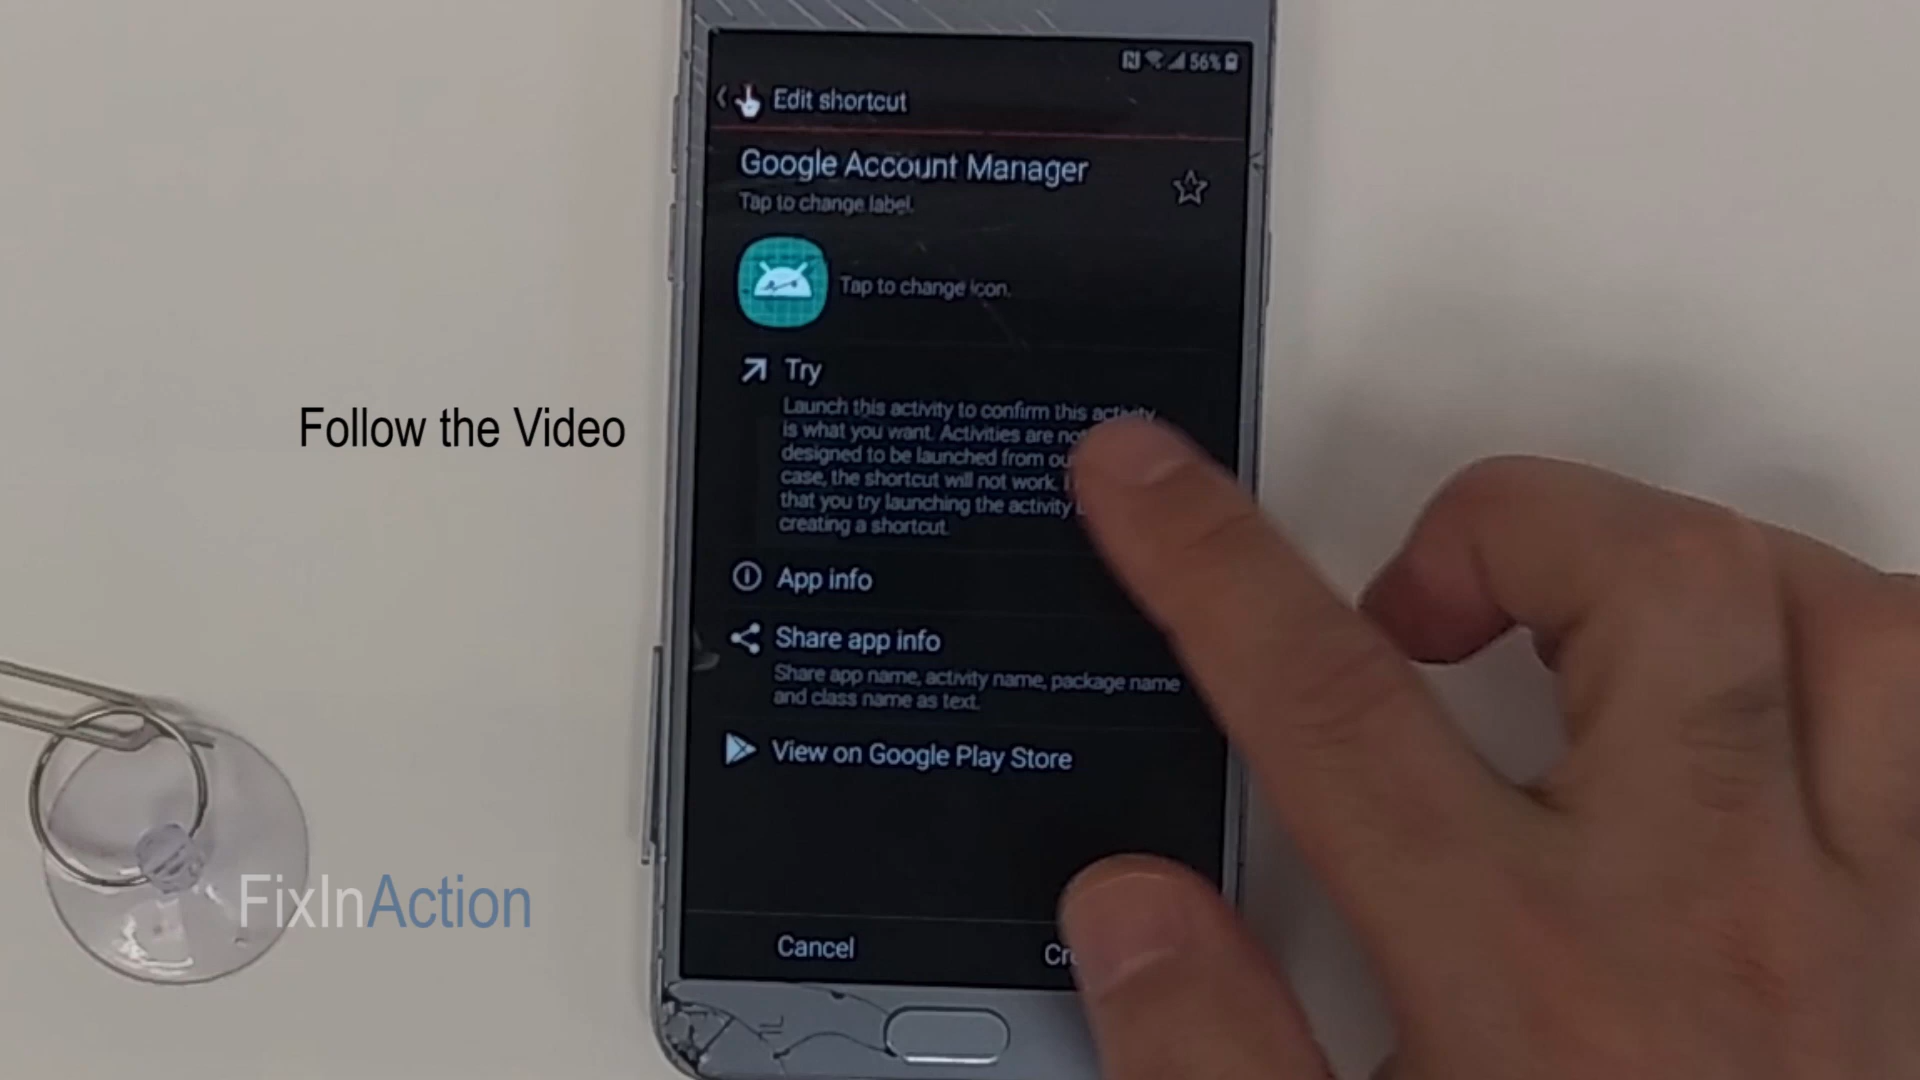 56%
Edit shortcut
Google Account Manager
Tap to change label.
Tap to change icon.
Try
Launch this activity to confirm this activity
is what you want. Activities are not
designed to be launched from
case, the shortcut will not work.
that you try launching the activity
creating a shortcut.
App info
Share app info
Share app name, activity name, package name
and class name as text.
View on Google Play Store
Cancel
Follow the Video
FixInAction